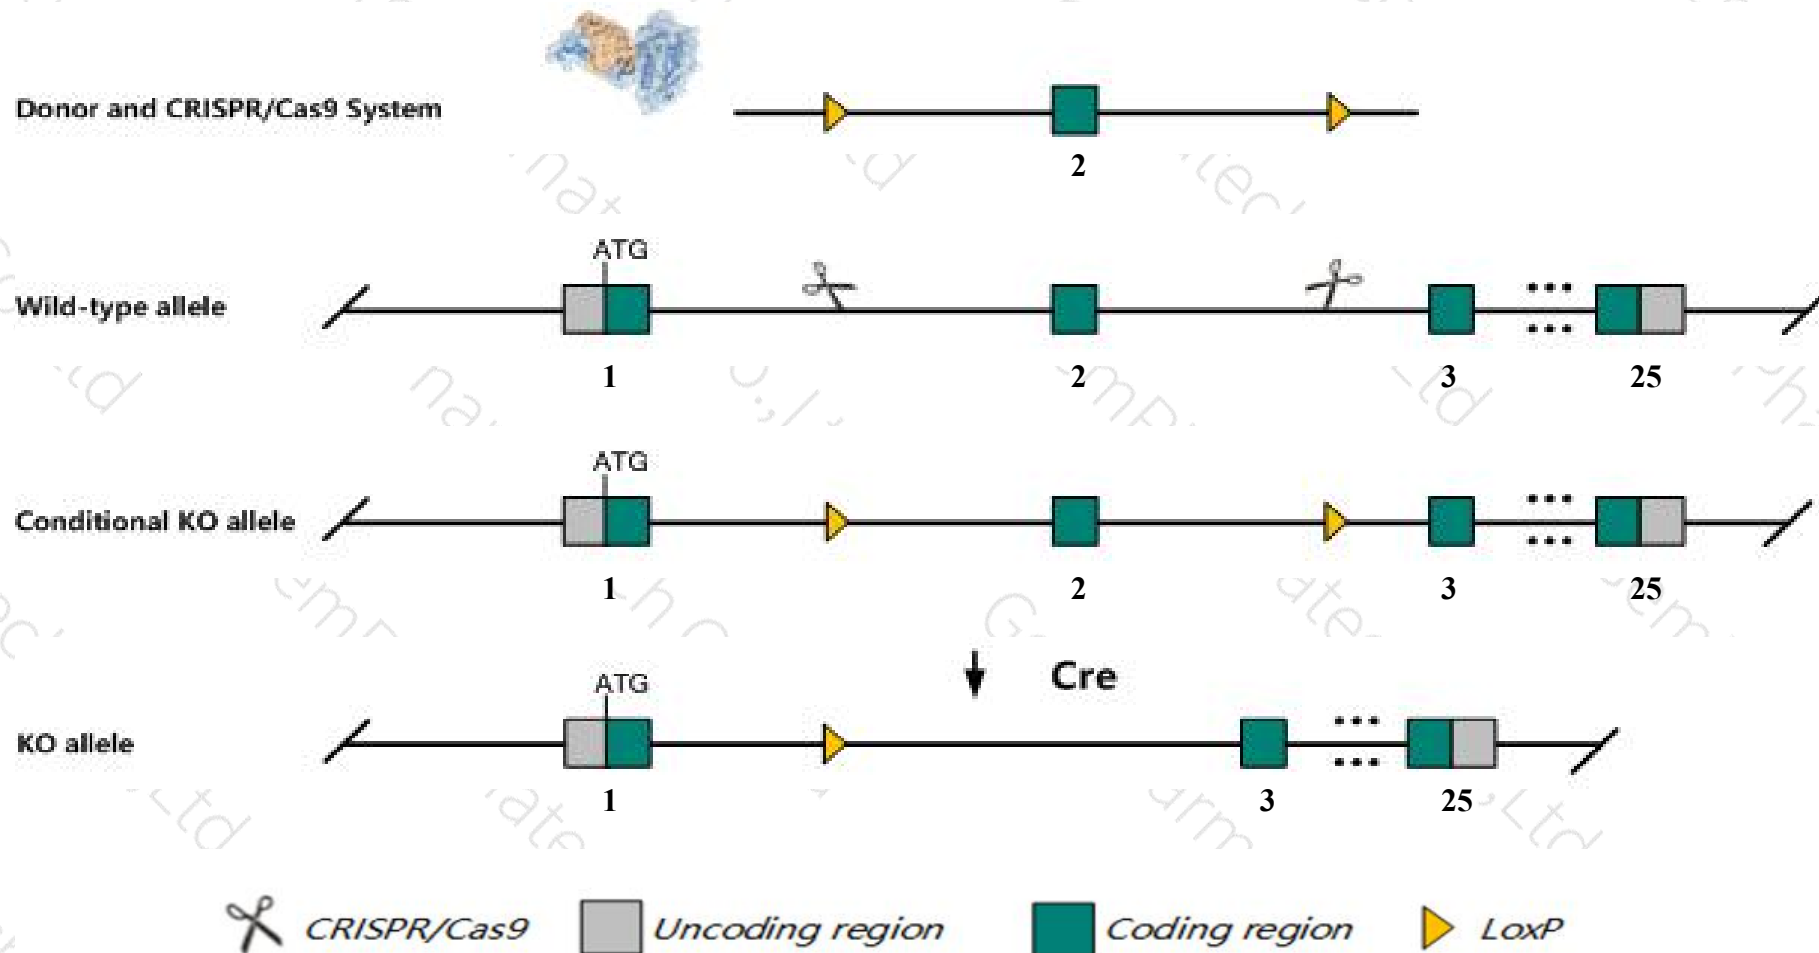 Donor and CRISPR/Cas9 System
2
ATG
Wild-type allele
1 2 3 25
ATG
Conditional KO allele
1 2 3 25
Cre
ATG
KO allele
1 3 25
CRISPR/Cas9 Uncoding region Coding region LoxP